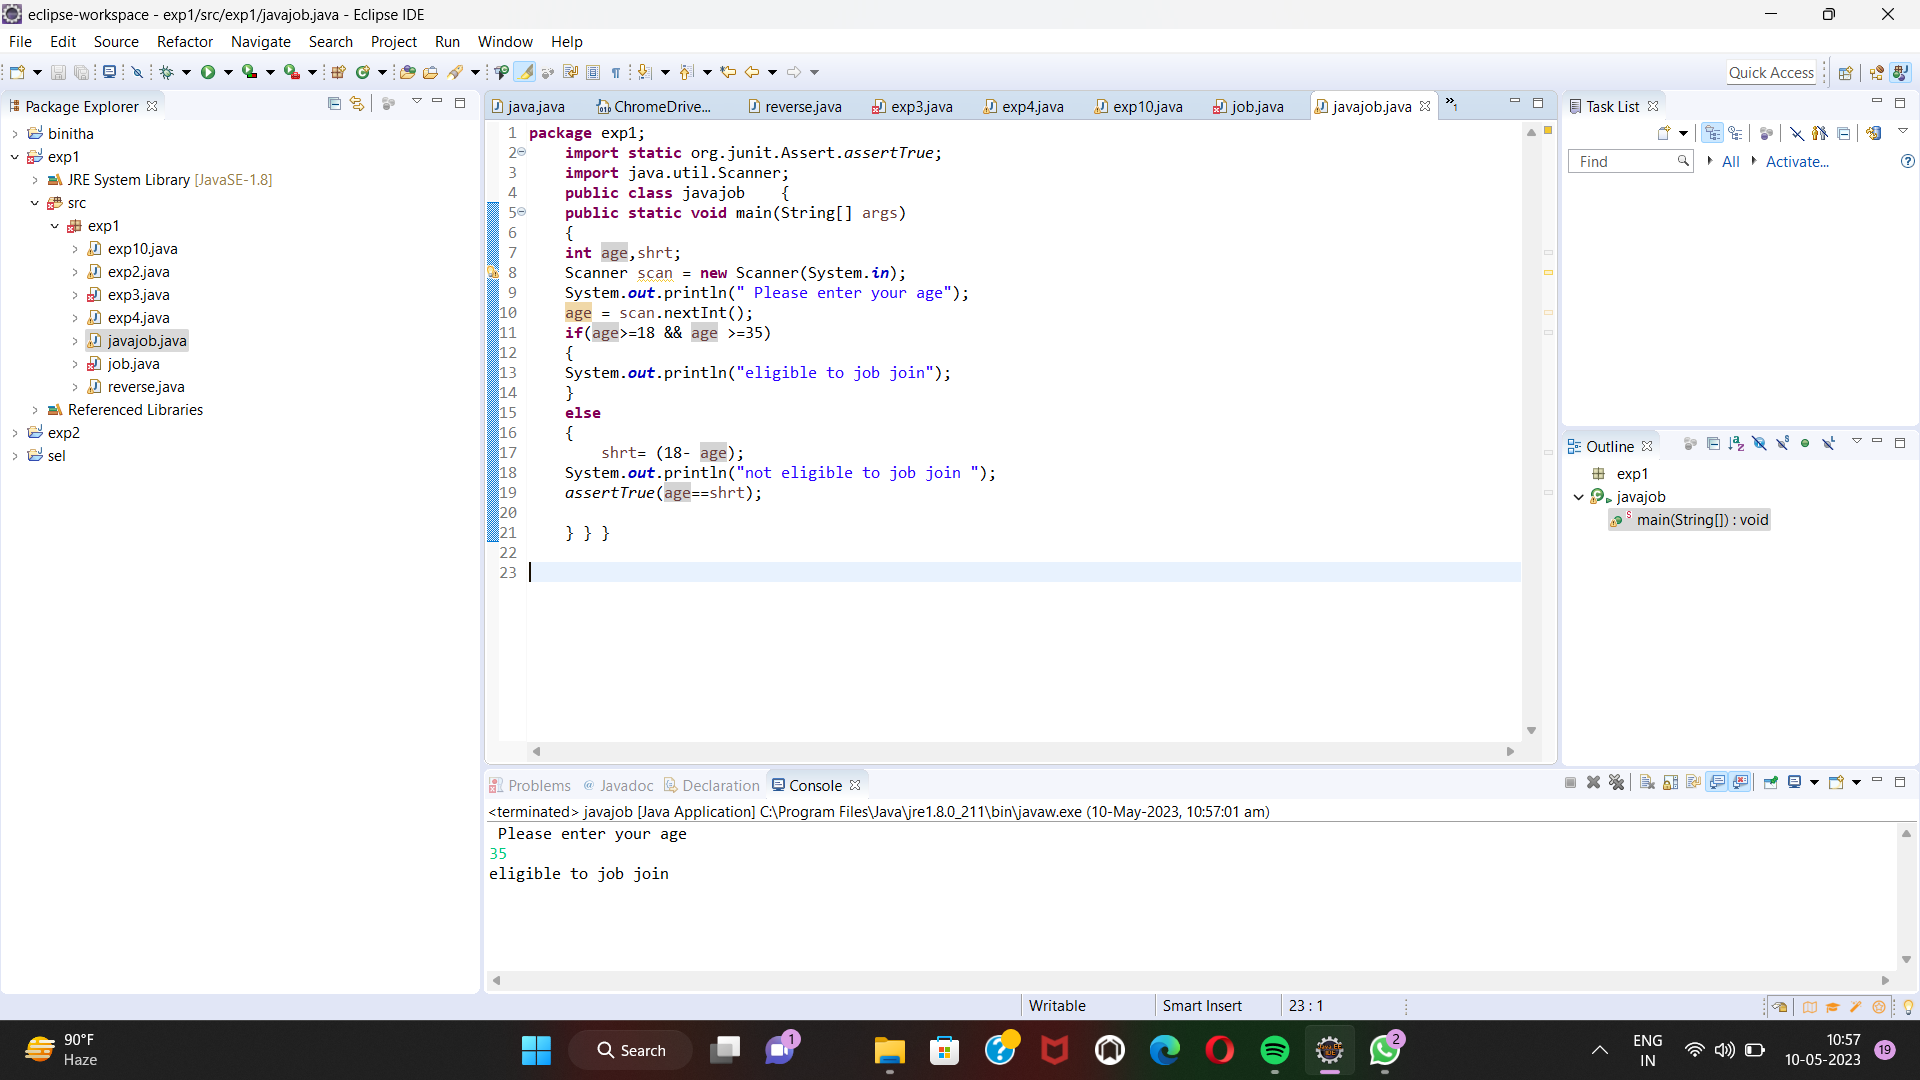 eclipse-workspace - exp1/src/exp1/javajob.java - Eclipse IDE
File Edit Source Refactor Navigate Search Project Run Window Help
Quick Access
Package Explorer
binitha
exp1
JRE System Library [JavaSE-1.8]
src
exp1
exp10.java
exp2.java
exp3.java
exp4.java
javajob.java
job.java
reverse.java
Referenced Libraries
exp2
sel
java.java ChromeDrive... reverse.java exp3.java exp4.java exp10.java job.java javajob.java »1
1 package exp1;
2 import static org.junit.Assert.assertTrue;
3 import java.util.Scanner;
4 public class javajob    {
5 public static void main(String[] args)
6 {
7 int age,shrt;
8 Scanner scan = new Scanner(System.in);
9 System.out.println(" Please enter your age");
10 age = scan.nextInt();
11 if(age>=18 && age >=35)
12 {
13 System.out.println("eligible to job join");
14 }
15 else
16 {
17 shrt= (18- age);
18 System.out.println("not eligible to job join ");
19 assertTrue(age==shrt);
20
21 } } }
22
23
Task List
Find All Activate...
Outline
exp1
javajob
main(String[]) : void
Problems @ Javadoc Declaration Console
<terminated> javajob [Java Application] C:\Program Files\Java\jre1.8.0_211\bin\javaw.exe (10-May-2023, 10:57:01 am)
Please enter your age
35
eligible to job join
Writable Smart Insert 23 : 1
90°F
Haze
Search
1
2
ENG
IN
10:57
10-05-2023
19